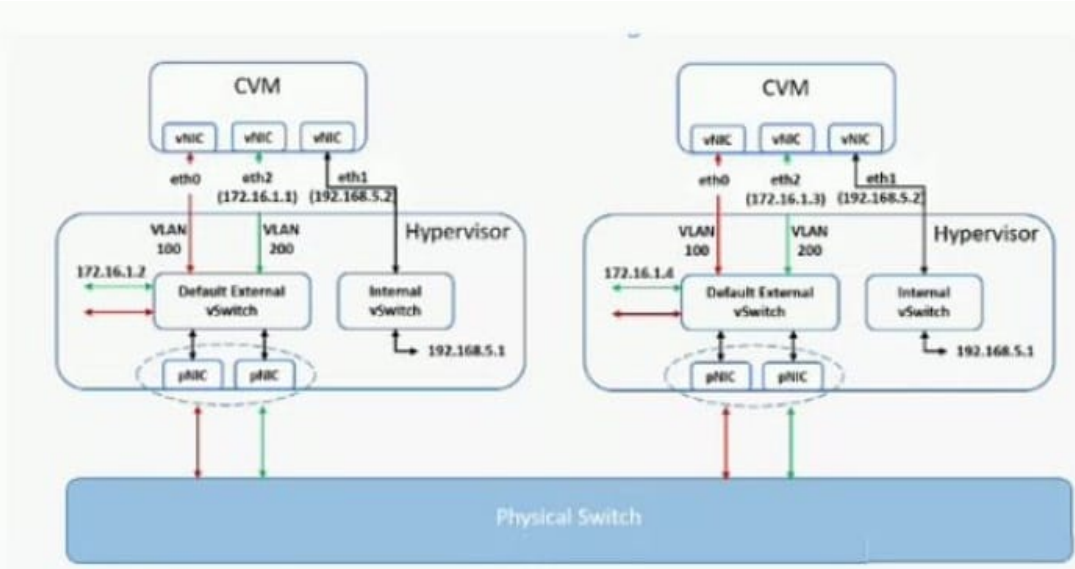 CVM
vNIC
vNIC
vNIC
eth0
eth2
(172.16.1.1)
eth1
(192.168.5.2
VLAN
100
VLAN
200
Hypervisor
172.16.1.2
Default External
vSwitch
Internal
vSwitch
192.168.5.1
pNIC
pNIC
CVM
vNIC
vNIC
vNIC
eth0
eth2
(172.16.1.3)
eth1
(192.168.5.2
VLAN
100
VLAN
200
Hypervisor
172.16.1.4
Default External
vSwitch
Internal
vSwitch
192.168.5.1
pNIC
pNIC
Physical Switch